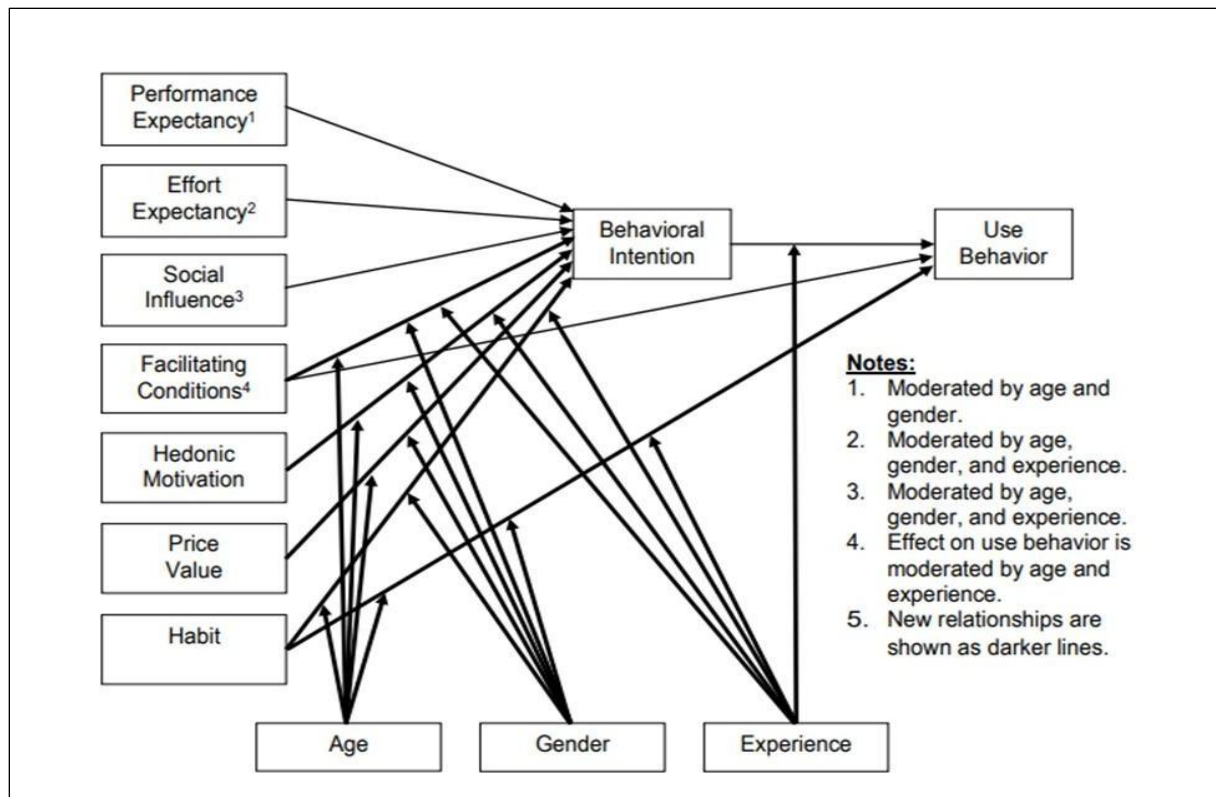 Performance
Expectancy¹
Effort
Expectancy²
Social
Influence³
Facilitating
Conditions⁴
Hedonic
Motivation
Price
Value
Habit
Behavioral
Intention
Use
Behavior
Notes:
1. Moderated by age and
gender.
2. Moderated by age,
gender, and experience.
3. Moderated by age,
gender, and experience.
4. Effect on use behavior is
moderated by age and
experience.
5. New relationships are
shown as darker lines.
Age
Gender
Experience